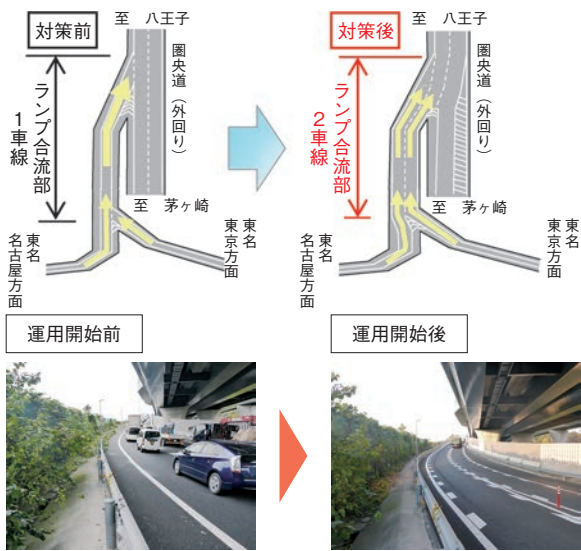 対策前
至 八王子
圏央道（外回り）
ランプ合流部
1車線
至 茅ヶ崎
東名
名古屋方面
東名
東京方面
対策後
至 八王子
圏央道（外回り）
ランプ合流部
2車線
至 茅ヶ崎
東名
名古屋方面
東名
東京方面
運用開始前
運用開始後